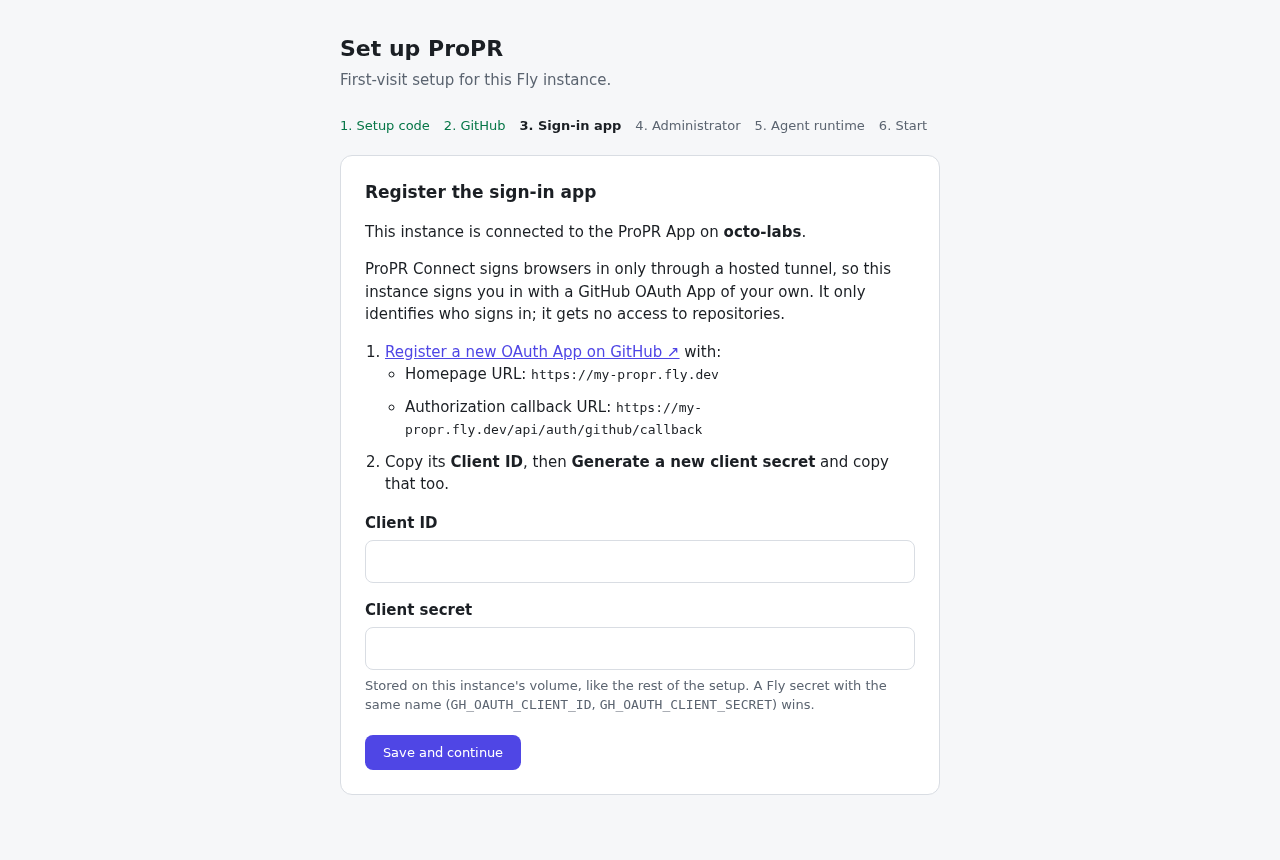 Set up ProPR
First-visit setup for this Fly instance.
1. Setup code 2. GitHub 3. Sign-in app 4. Administrator 5. Agent runtime 6. Start
Register the sign-in app
This instance is connected to the ProPR App on octo-labs.
ProPR Connect signs browsers in only through a hosted tunnel, so this
instance signs you in with a GitHub OAuth App of your own. It only
identifies who signs in; it gets no access to repositories.
1. Register a new OAuth App on GitHub ↗ with:
◦ Homepage URL: https://my-propr.fly.dev
◦ Authorization callback URL: https://my-
propr.fly.dev/api/auth/github/callback
2. Copy its Client ID, then Generate a new client secret and copy
that too.
Client ID
Client secret
Stored on this instance's volume, like the rest of the setup. A Fly secret with the
same name (GH_OAUTH_CLIENT_ID, GH_OAUTH_CLIENT_SECRET) wins.
Save and continue